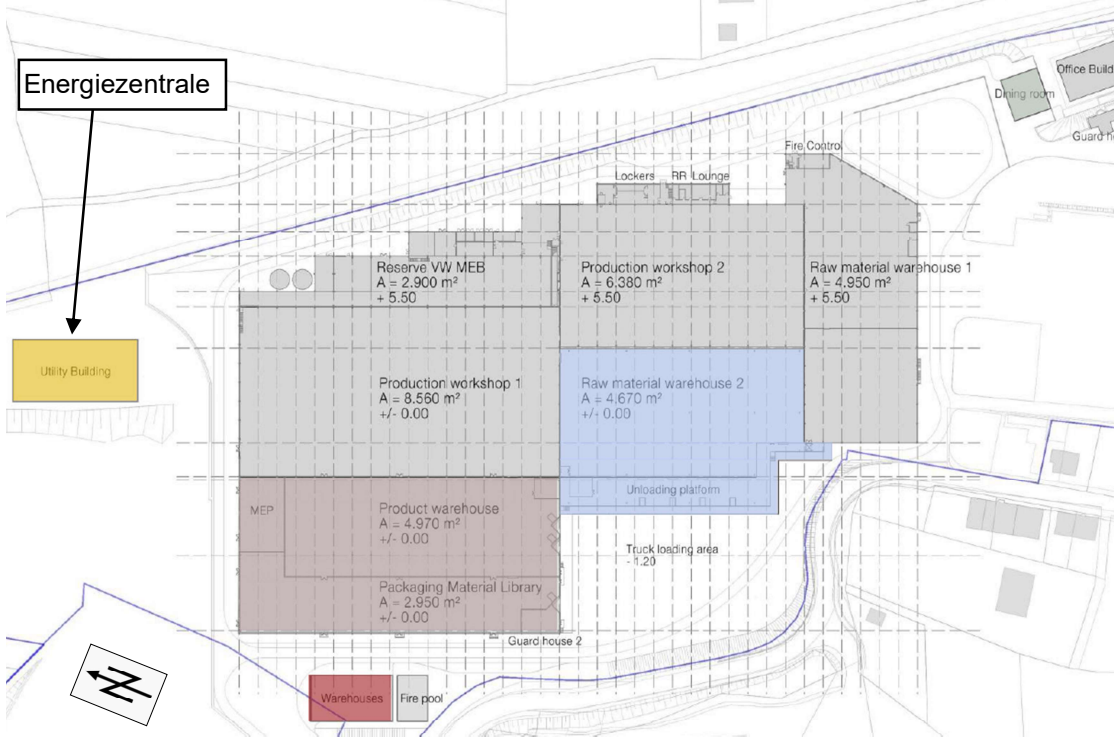 Energiezentrale
Office Build
Dining room
Guard h
Fire Control
Lockers
RR Lounge
Reserve VW MEB
A = 2.900 m²
+ 5.50
Production workshop 2
A = 6.380 m²
+ 5.50
Raw material warehouse 1
A = 4.950 m²
+ 5.50
Utility Building
Production workshop 1
A = 8.560 m²
+/- 0.00
Raw material warehouse 2
A = 4.670 m²
+/- 0.00
Unloading platform
MEP
Product warehouse
A = 4.970 m²
+/- 0.00
Truck loading area
- 1.20
Packaging Material Library
A = 2.950 m²
+/- 0.00
Guard house 2
Warehouses
Fire pool
N